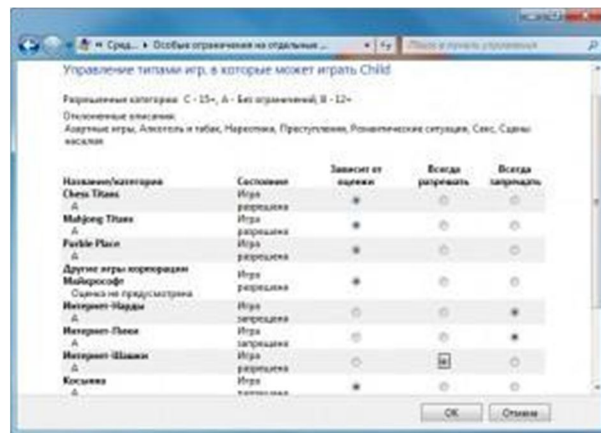 « Сред... ▸ Особые ограничения на отдельные ...
Поиск в панели управления
Управление типами игр, в которые может играть Child
Разрешенные категории: C - 15+, A - Без ограничений, B - 12+
Отклоненные описания:
Азартные игры, Алкоголь и табак, Наркотики, Преступления, Романтические ситуации, Секс, Сцены
насилия
Название/категория Состояние Зависит от оценки Всегда разрешать Всегда запрещать
Chess Titans
A
Игра разрешена
Mahjong Titans
A
Игра разрешена
Purble Place
A
Игра разрешена
Другие игры корпорации
Майкрософт
Оценка не предусмотрена
Игра разрешена
Интернет-Нарды
A
Игра запрещена
Интернет-Пики
A
Игра запрещена
Интернет-Шашки
A
Игра разрешена
Косынка
A
Игра
разрешена
OK Отмена